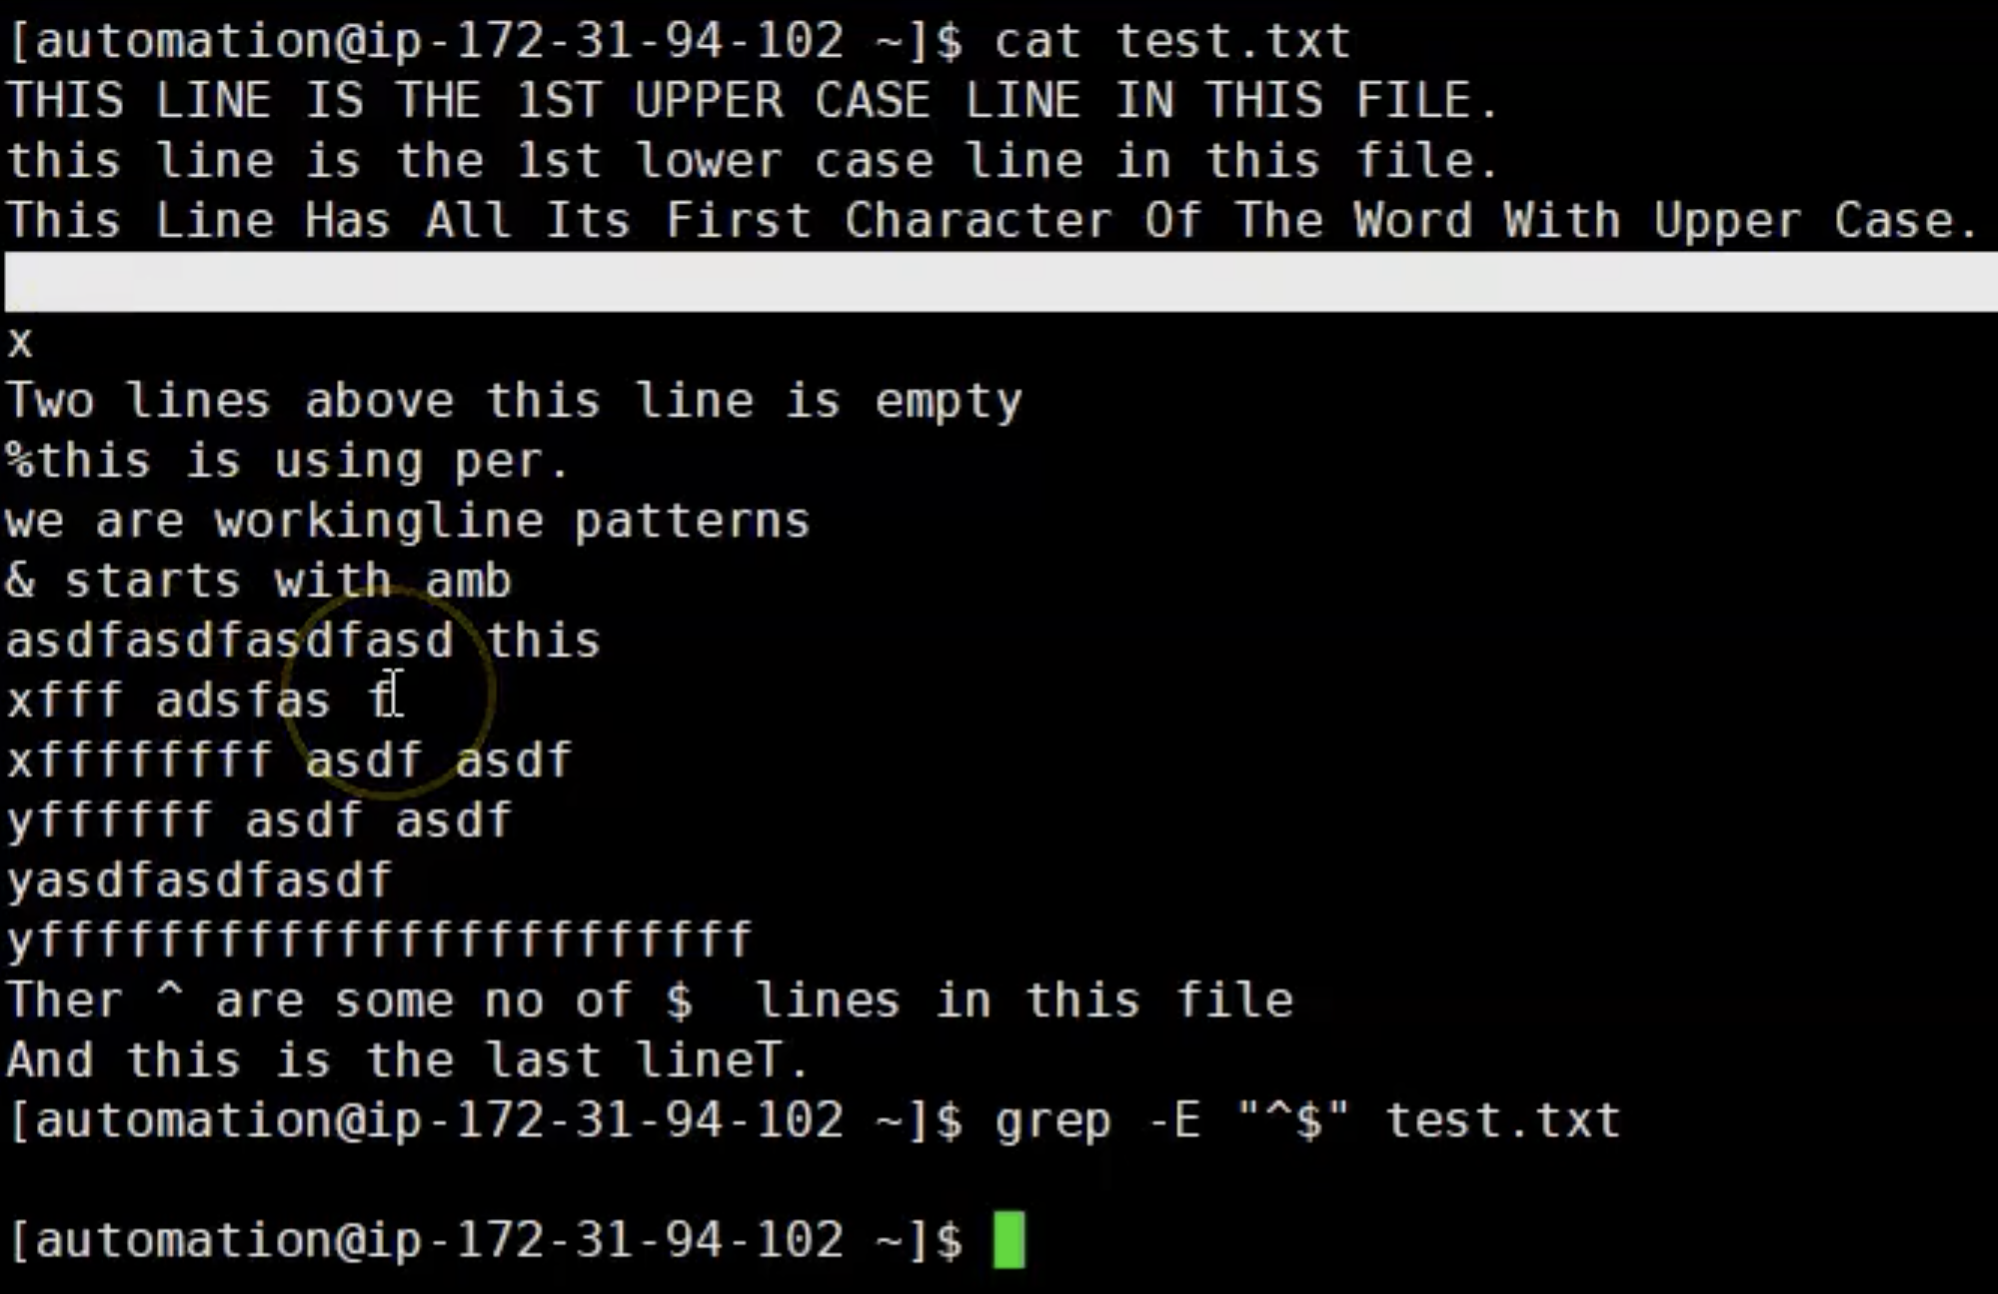 [automation@ip-172-31-94-102 ~]$ cat test.txt
THIS LINE IS THE 1ST UPPER CASE LINE IN THIS FILE.
this line is the 1st lower case line in this file.
This Line Has All Its First Character Of The Word With Upper Case.
x
Two lines above this line is empty
%this is using per.
we are workingline patterns
& starts with amb
asdfasdfasdfasd this
xfff adsfas f
xffffffff asdf asdf
yffffff asdf asdf
yasdfasdfasdf
yffffffffffffffffffffffff
Ther ^ are some no of $  lines in this file
And this is the last lineT.
[automation@ip-172-31-94-102 ~]$ grep -E "^$" test.txt
[automation@ip-172-31-94-102 ~]$